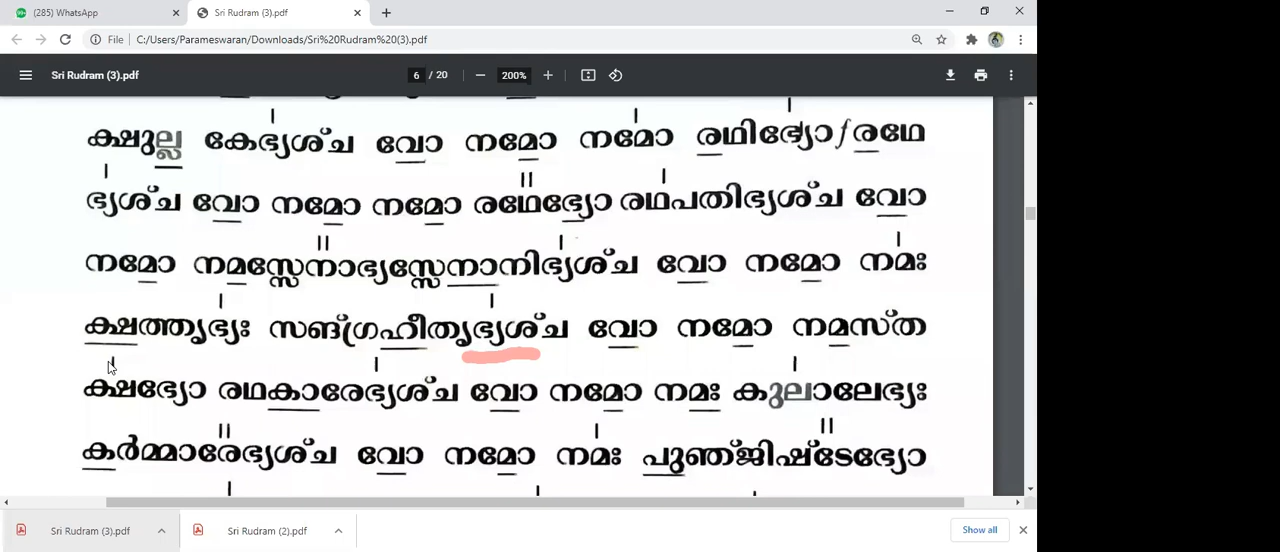 (285) WhatsApp
Sri Rudram (3).pdf
File
C:/Users/Parameswaran/Downloads/Sri%20Rudram%20(3).pdf
Sri Rudram (3).pdf
6 / 20
200%
ക്ഷുല്ല കേഭ്യശ്ച വോ നമോ നമോ രഥിഭ്യോ/രഥേ
ഭ്യശ്ച വോ നമോ നമോ രഥേഭ്യോ രഥപതിഭ്യശ്ച വോ
നമോ നമസ്സേനാഭ്യസ്സേനാനിഭ്യശ്ച വോ നമോ നമഃ
ക്ഷത്തൃഭ്യഃ സങ്ഗ്രഹീതൃഭ്യശ്ച വോ നമോ നമസ്ത
ക്ഷഭ്യോ രഥകാരേഭ്യശ്ച വോ നമോ നമഃ കുലാലേഭ്യഃ
കർമ്മാരേഭ്യശ്ച വോ നമോ നമഃ പുഞ്ജിഷ്ടേഭ്യോ
Sri Rudram (3).pdf
Sri Rudram (2).pdf
Show all